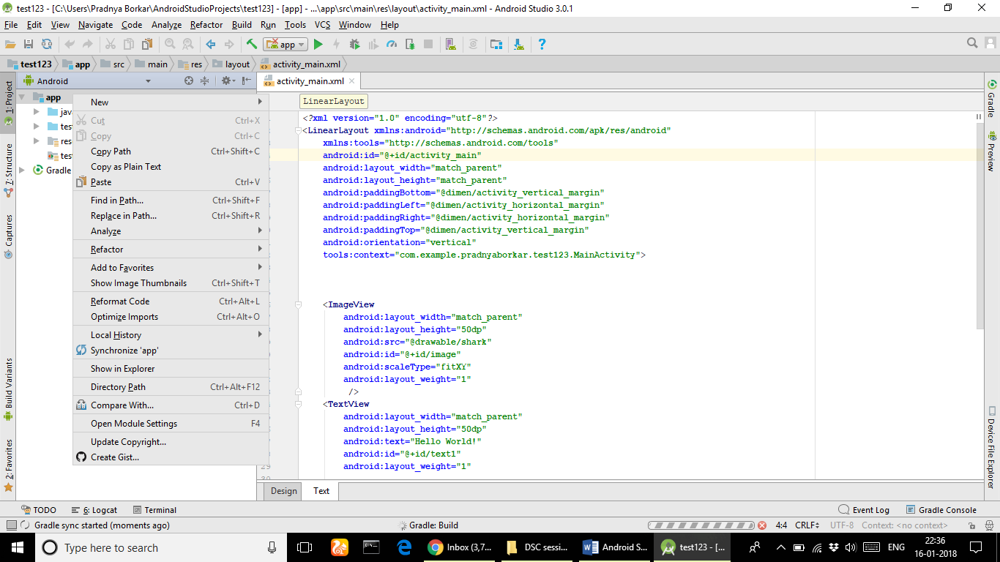 test123 - [C:\Users\Pradnya Borkar\AndroidStudioProjects\test123] - [app] - ...\app\src\main\res\layout\activity_main.xml - Android Studio 3.0.1
File Edit View Navigate Code Analyze Refactor Build Run Tools VCS Window Help
app
test123 app src main res layout activity_main.xml
1: Project
7: Structure
Captures
Build Variants
2: Favorites
Android
app
jav
tes
res
tes
Gradle
New
Cut Ctrl+X
Copy Ctrl+C
Copy Path Ctrl+Shift+C
Copy as Plain Text
Paste Ctrl+V
Find in Path... Ctrl+Shift+F
Replace in Path... Ctrl+Shift+R
Analyze
Refactor
Add to Favorites
Show Image Thumbnails Ctrl+Shift+T
Reformat Code Ctrl+Alt+L
Optimize Imports Ctrl+Alt+O
Local History
Synchronize 'app'
Show in Explorer
Directory Path Ctrl+Alt+F12
Compare With... Ctrl+D
Open Module Settings F4
Update Copyright...
Create Gist...
activity_main.xml
LinearLayout
<?xml version="1.0" encoding="utf-8"?>
<LinearLayout xmlns:android="http://schemas.android.com/apk/res/android"
xmlns:tools="http://schemas.android.com/tools"
android:id="@+id/activity_main"
android:layout_width="match_parent"
android:layout_height="match_parent"
android:paddingBottom="@dimen/activity_vertical_margin"
android:paddingLeft="@dimen/activity_horizontal_margin"
android:paddingRight="@dimen/activity_horizontal_margin"
android:paddingTop="@dimen/activity_vertical_margin"
android:orientation="vertical"
tools:context="com.example.pradnyaborkar.test123.MainActivity">
<ImageView
android:layout_width="match_parent"
android:layout_height="50dp"
android:src="@drawable/shark"
android:id="@+id/image"
android:scaleType="fitXY"
android:layout_weight="1"
/>
<TextView
android:layout_width="match_parent"
android:layout_height="50dp"
android:text="Hello World!"
android:id="@+id/text1"
29 android:layout_weight="1"
Design Text
Gradle
Preview
Device File Explorer
TODO 6: Logcat Terminal Event Log Gradle Console
Gradle sync started (moments ago) Gradle: Build 4:4 CRLF UTF-8 Context: <no context>
Type here to search Inbox (3,7... DSC sessi... Android S... test123 - [... ENG 22:36
16-01-2018